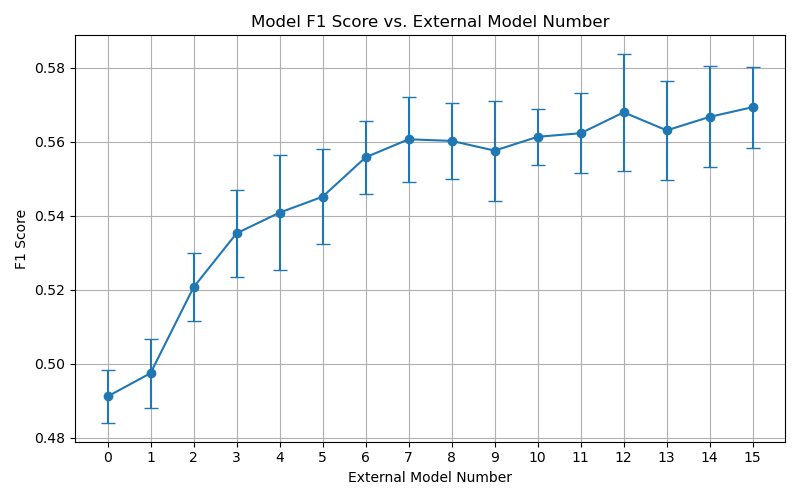 Model F1 Score vs. External Model Number
0.58
0.56
0.54
0.52
0.50
0.48
F1 Score
0 1 2 3 4 5 6 7 8 9 10 11 12 13 14 15
External Model Number